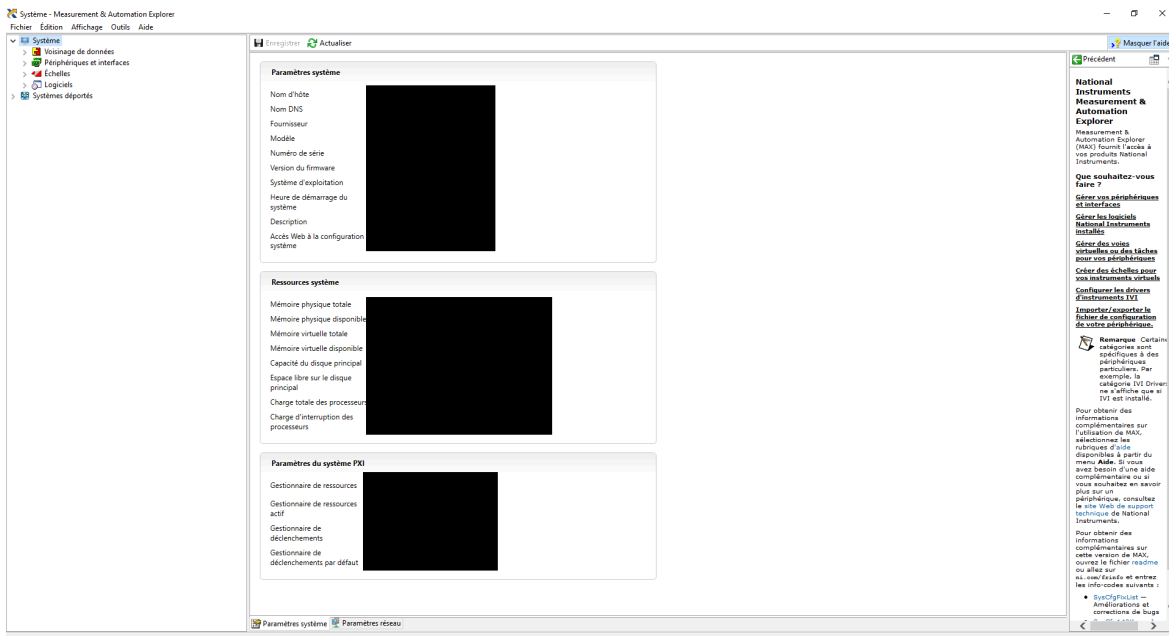 Système - Measurement & Automation Explorer
Fichier Édition Affichage Outils Aide
Système
Voisinage de données
Périphériques et interfaces
Échelles
Logiciels
Systèmes déportés
Enregistrer Actualiser
Masquer l'aide
Paramètres système
Nom d'hôte
Nom DNS
Fournisseur
Modèle
Numéro de série
Version du firmware
Système d'exploitation
Heure de démarrage du
système
Description
Accès Web à la configuration
système
Ressources système
Mémoire physique totale
Mémoire physique disponible
Mémoire virtuelle totale
Mémoire virtuelle disponible
Capacité du disque principal
Espace libre sur le disque
principal
Charge totale des processeurs
Charge d'interruption des
processeurs
Paramètres du système PXI
Gestionnaire de ressources
Gestionnaire de ressources
actif
Gestionnaire de
déclenchements
Gestionnaire de
déclenchements par défaut
Paramètres système Paramètres réseau
Précédent
National
Instruments
Measurement &
Automation
Explorer
Measurement &
Automation Explorer
(MAX) fournit l'accès à
vos produits National
Instruments.
Que souhaitez-vous
faire ?
Gérer vos périphériques
et interfaces
Gérer les logiciels
National Instruments
installés
Gérer des voies
virtuelles ou des tâches
pour vos périphériques
Créer des échelles pour
vos instruments virtuels
Configurer les drivers
d'instruments IVI
Importer/exporter le
fichier de configuration
de votre périphérique.
Remarque Certaine
catégories sont
spécifiques à des
périphériques
particuliers. Par
exemple, la
catégorie IVI Driver
ne s'affiche que si
IVI est installé.
Pour obtenir des
informations
complémentaires sur
l'utilisation de MAX,
sélectionnez les
rubriques d'aide
disponibles à partir du
menu Aide. Si vous
avez besoin d'une aide
complémentaire ou si
vous souhaitez en savoir
plus sur un
périphérique, consultez
le site Web de support
technique de National
Instruments.
Pour obtenir des
informations
complémentaires sur
cette version de MAX,
ouvrez le fichier readme
ou allez sur
ni.com/frinfo et entrez
les info-codes suivants :
SysCfgFixList —
Améliorations et
corrections de bugs